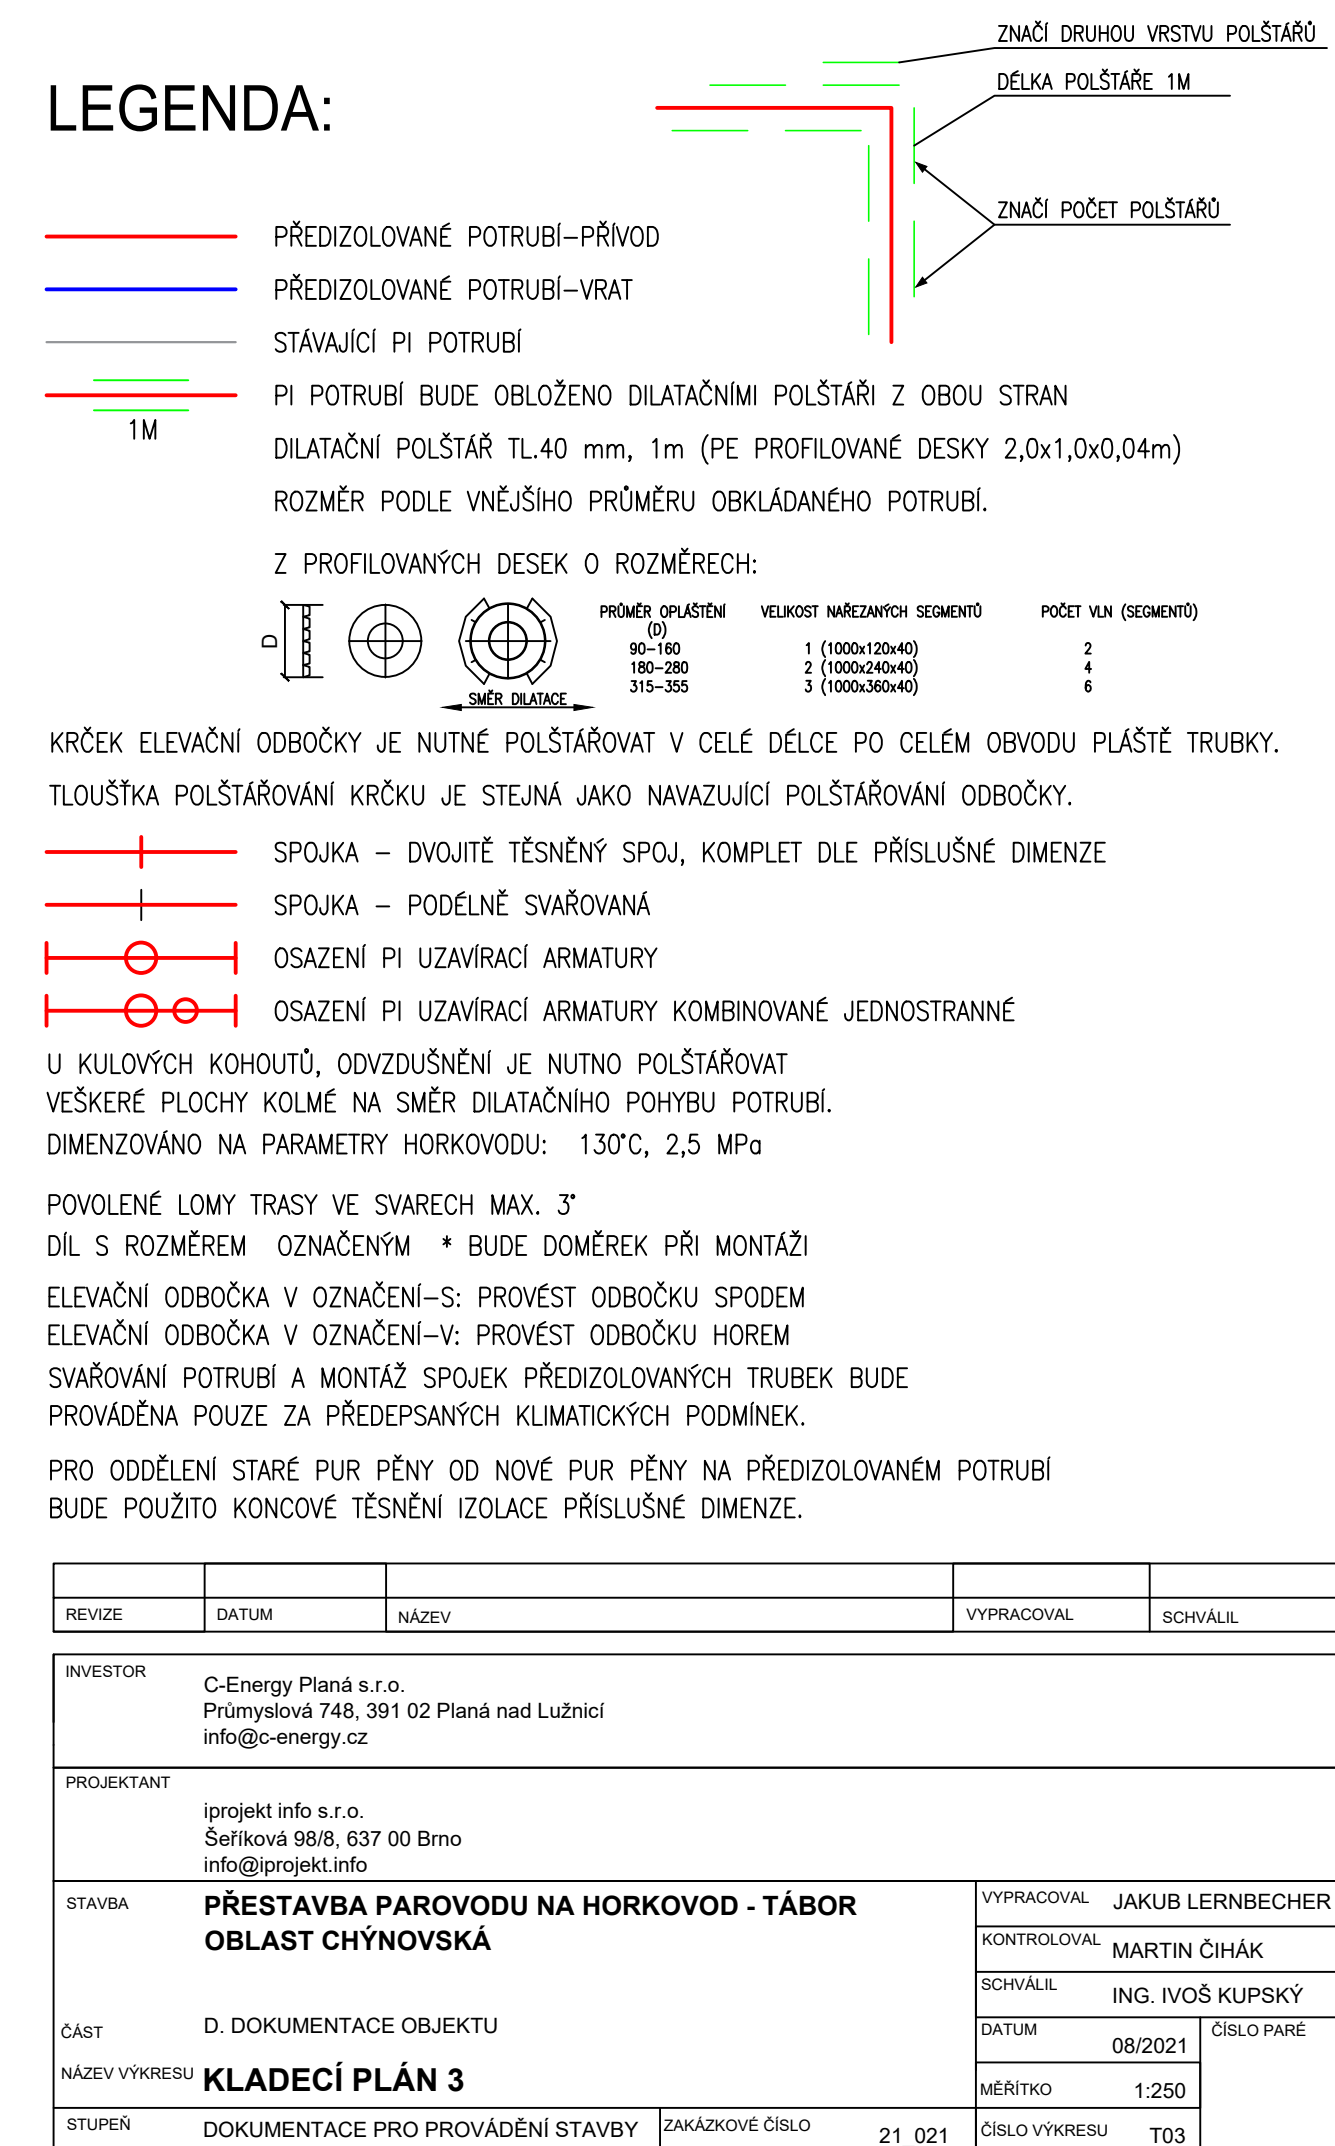 ZNAČÍ DRUHOU VRSTVU POLŠTÁŘŮ
DÉLKA POLŠTÁŘE 1M
ZNAČÍ POČET POLŠTÁŘŮ
LEGENDA:
PŘEDIZOLOVANÉ POTRUBÍ–PŘÍVOD
PŘEDIZOLOVANÉ POTRUBÍ–VRAT
STÁVAJÍCÍ PI POTRUBÍ
PI POTRUBÍ BUDE OBLOŽENO DILATAČNÍMI POLŠTÁŘI Z OBOU STRAN
1M
DILATAČNÍ POLŠTÁŘ TL.40 mm, 1m (PE PROFILOVANÉ DESKY 2,0x1,0x0,04m)
ROZMĚR PODLE VNĚJŠÍHO PRŮMĚRU OBKLÁDANÉHO POTRUBÍ.
Z PROFILOVANÝCH DESEK O ROZMĚRECH:
D
SMĚR DILATACE
PRŮMĚR OPLÁŠTĚNÍ VELIKOST NAŘEZANÝCH SEGMENTŮ POČET VLN (SEGMENTŮ)
(D)
90–160 1 (1000x120x40) 2
180–280 2 (1000x240x40) 4
315–355 3 (1000x360x40) 6
KRČEK ELEVAČNÍ ODBOČKY JE NUTNÉ POLŠTÁŘOVAT V CELÉ DÉLCE PO CELÉM OBVODU PLÁŠTĚ TRUBKY.
TLOUŠŤKA POLŠTÁŘOVÁNÍ KRČKU JE STEJNÁ JAKO NAVAZUJÍCÍ POLŠTÁŘOVÁNÍ ODBOČKY.
SPOJKA – DVOJITĚ TĚSNĚNÝ SPOJ, KOMPLET DLE PŘÍSLUŠNÉ DIMENZE
SPOJKA – PODÉLNĚ SVAŘOVANÁ
OSAZENÍ PI UZAVÍRACÍ ARMATURY
OSAZENÍ PI UZAVÍRACÍ ARMATURY KOMBINOVANÉ JEDNOSTRANNÉ
U KULOVÝCH KOHOUTŮ, ODVZDUŠNĚNÍ JE NUTNO POLŠTÁŘOVAT
VEŠKERÉ PLOCHY KOLMÉ NA SMĚR DILATAČNÍHO POHYBU POTRUBÍ.
DIMENZOVÁNO NA PARAMETRY HORKOVODU: 130°C, 2,5 MPa
POVOLENÉ LOMY TRASY VE SVARECH MAX. 3°
DÍL S ROZMĚREM OZNAČENÝM * BUDE DOMĚREK PŘI MONTÁŽI
ELEVAČNÍ ODBOČKA V OZNAČENÍ–S: PROVÉST ODBOČKU SPODEM
ELEVAČNÍ ODBOČKA V OZNAČENÍ–V: PROVÉST ODBOČKU HOREM
SVAŘOVÁNÍ POTRUBÍ A MONTÁŽ SPOJEK PŘEDIZOLOVANÝCH TRUBEK BUDE
PROVÁDĚNA POUZE ZA PŘEDEPSANÝCH KLIMATICKÝCH PODMÍNEK.
PRO ODDĚLENÍ STARÉ PUR PĚNY OD NOVÉ PUR PĚNY NA PŘEDIZOLOVANÉM POTRUBÍ
BUDE POUŽITO KONCOVÉ TĚSNĚNÍ IZOLACE PŘÍSLUŠNÉ DIMENZE.
REVIZE DATUM NÁZEV VYPRACOVAL SCHVÁLIL
INVESTOR
C-Energy Planá s.r.o.
Průmyslová 748, 391 02 Planá nad Lužnicí
info@c-energy.cz
PROJEKTANT
iprojekt info s.r.o.
Šeříková 98/8, 637 00 Brno
info@iprojekt.info
STAVBA PŘESTAVBA PAROVODU NA HORKOVOD - TÁBOR
OBLAST CHÝNOVSKÁ
VYPRACOVAL JAKUB LERNBECHER
KONTROLOVAL MARTIN ČIHÁK
SCHVÁLIL ING. IVOŠ KUPSKÝ
ČÁST D. DOKUMENTACE OBJEKTU
DATUM 08/2021 ČÍSLO PARÉ
NÁZEV VÝKRESU KLADECÍ PLÁN 3
MĚŘÍTKO 1:250
STUPEŇ DOKUMENTACE PRO PROVÁDĚNÍ STAVBY ZAKÁZKOVÉ ČÍSLO 21_021 ČÍSLO VÝKRESU T03